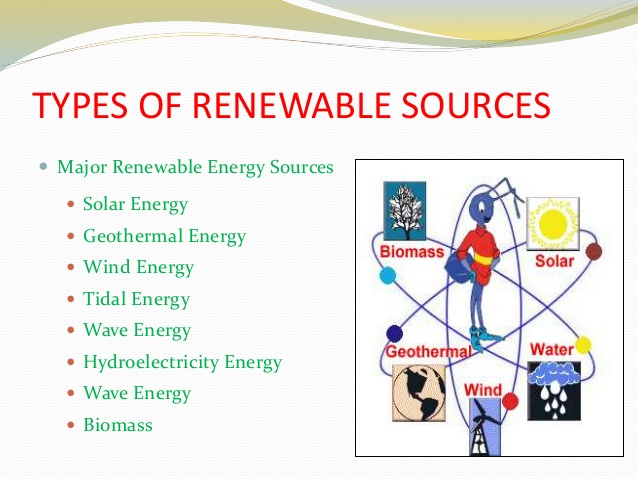 TYPES OF RENEWABLE SOURCES
Major Renewable Energy Sources
Solar Energy
Geothermal Energy
Wind Energy
Tidal Energy
Wave Energy
Hydroelectricity Energy
Wave Energy
Biomass
Biomass
Solar
Geothermal
Water
Wind